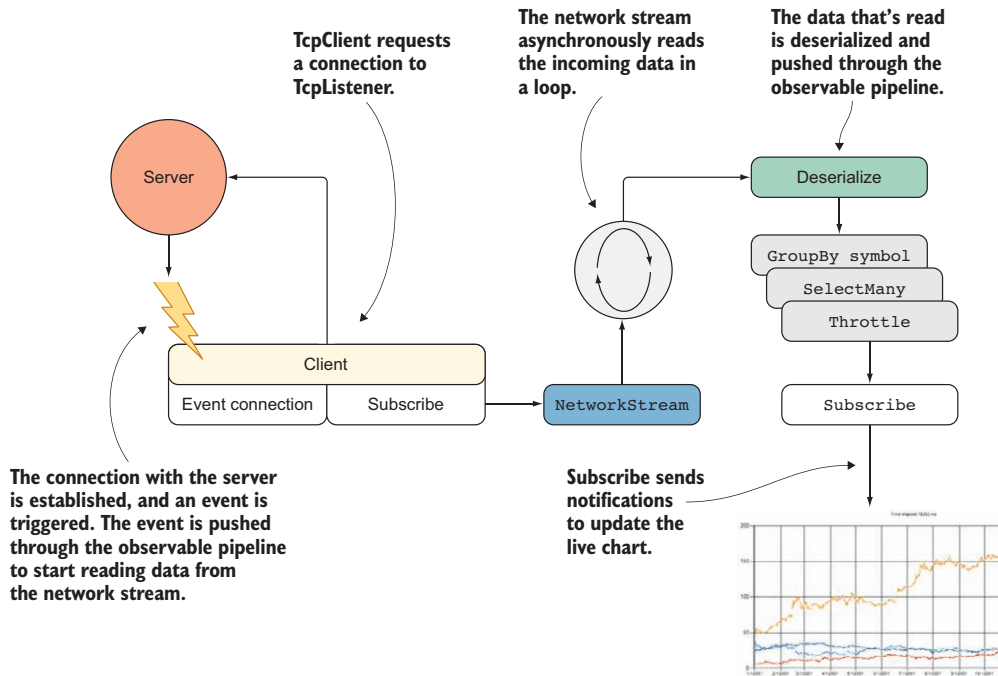 TcpClient requests
a connection to
TcpListener.
The network stream
asynchronously reads
the incoming data in
a loop.
The data that's read
is deserialized and
pushed through the
observable pipeline.
Server
Deserialize
GroupBy symbol
SelectMany
Throttle
Client
Event connection
Subscribe
NetworkStream
Subscribe
The connection with the server
is established, and an event is
triggered. The event is pushed
through the observable pipeline
to start reading data from
the network stream.
Subscribe sends
notifications
to update the
live chart.
200
100
0